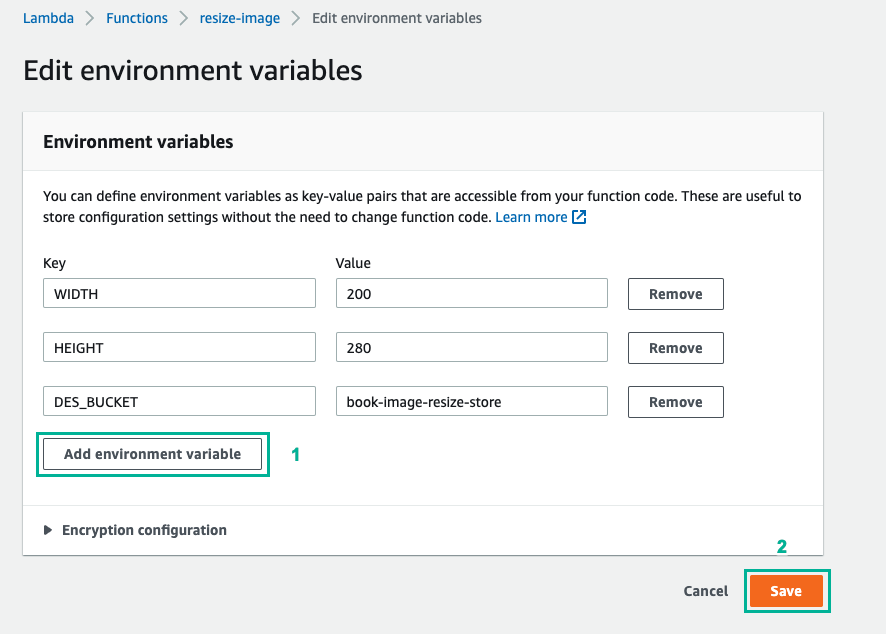 Lambda > Functions > resize-image > Edit environment variables
Edit environment variables
Environment variables
You can define environment variables as key-value pairs that are accessible from your function code. These are useful to
store configuration settings without the need to change function code. Learn more
Key Value
WIDTH 200 Remove
HEIGHT 280 Remove
DES_BUCKET book-image-resize-store Remove
Add environment variable 1
Encryption configuration
2
Cancel Save